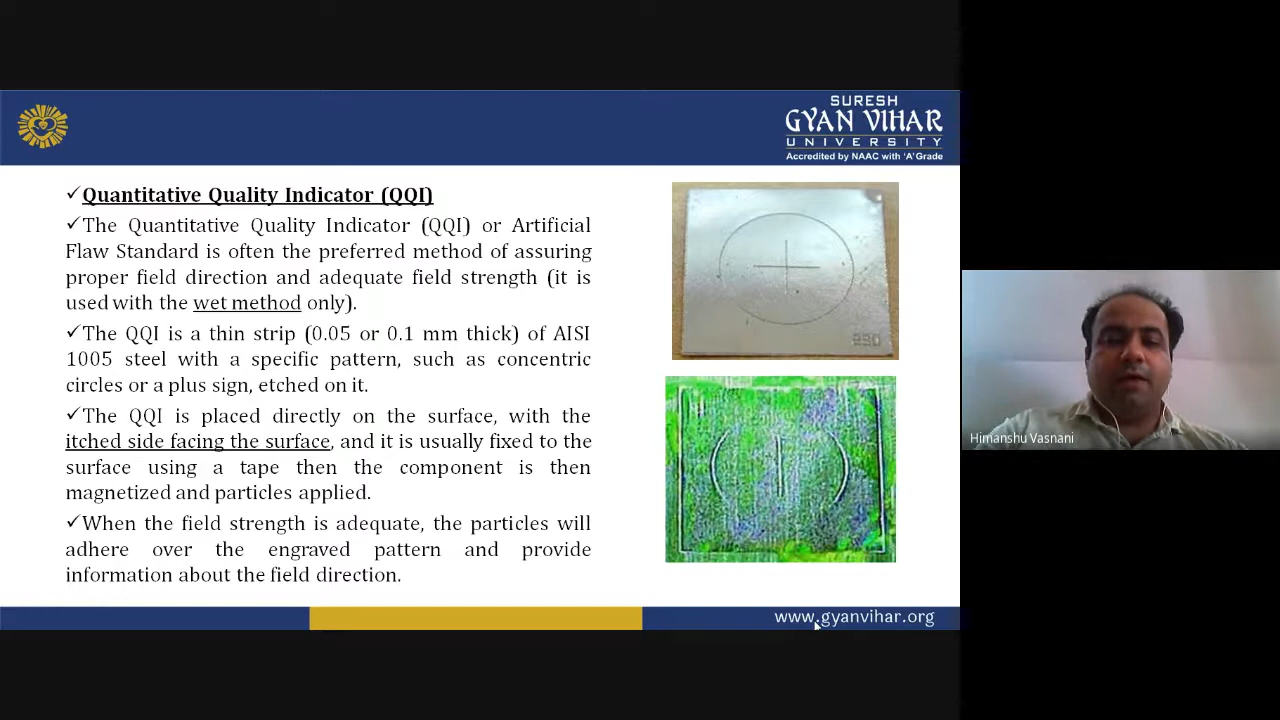 SURESH
GYAN VIHAR
UNIVERSITY
Accredited by NAAC with 'A' Grade
✓Quantitative Quality Indicator (QQI)
✓The Quantitative Quality Indicator (QQI) or Artificial
Flaw Standard is often the preferred method of assuring
proper field direction and adequate field strength (it is
used with the wet method only).
✓The QQI is a thin strip (0.05 or 0.1 mm thick) of AISI
1005 steel with a specific pattern, such as concentric
circles or a plus sign, etched on it.
✓The QQI is placed directly on the surface, with the
itched side facing the surface, and it is usually fixed to the
surface using a tape then the component is then
magnetized and particles applied.
✓When the field strength is adequate, the particles will
adhere over the engraved pattern and provide
information about the field direction.
230
www.gyanvihar.org
Himanshu Vasnani